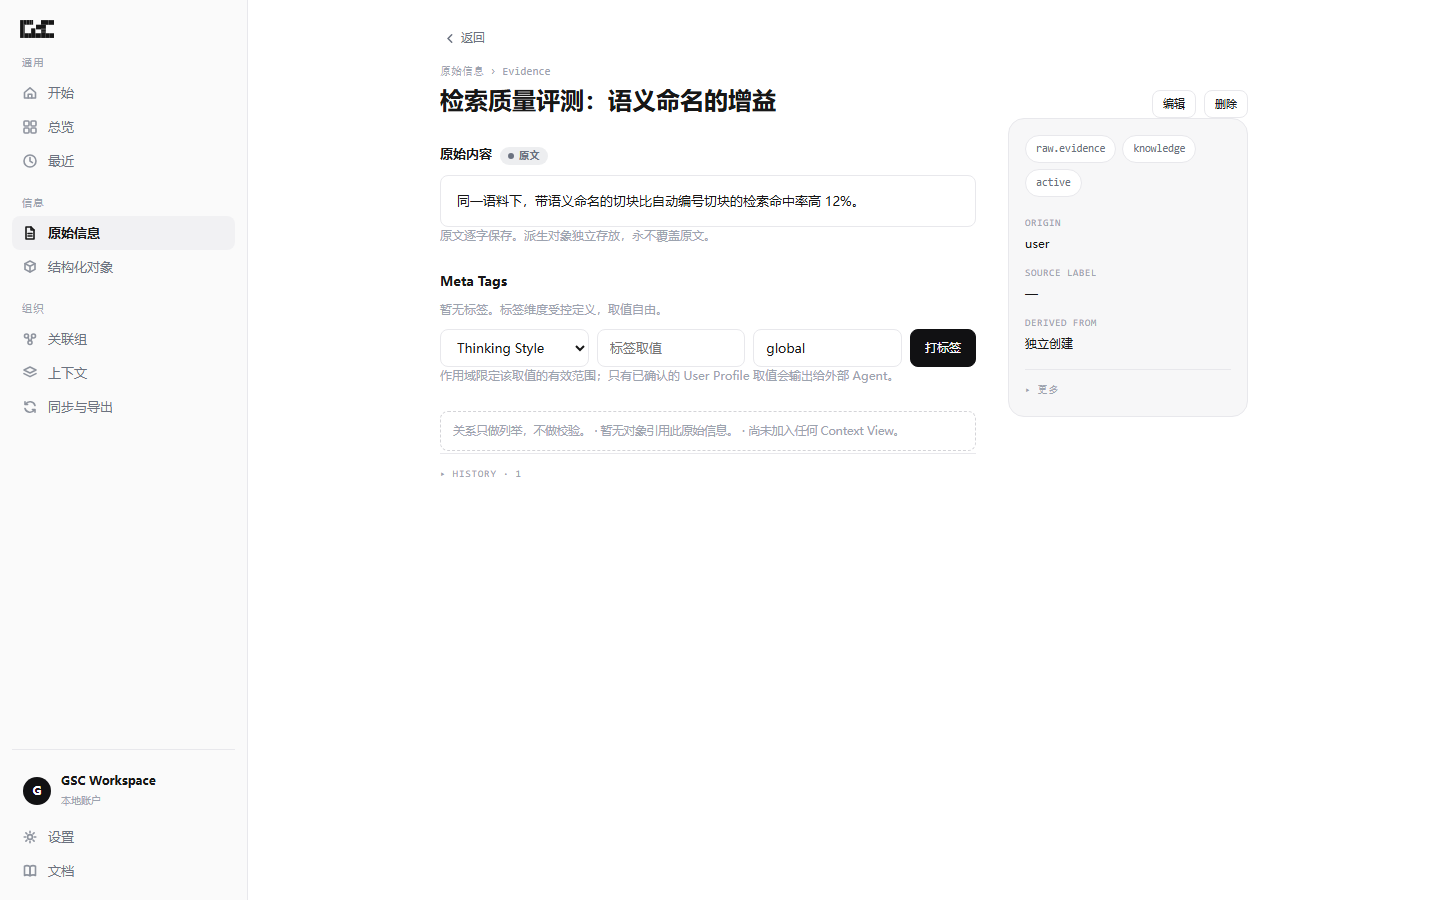 GSC
通用
开始
总览
最近
信息
原始信息
结构化对象
组织
关联组
上下文
同步与导出
GSC Workspace
本地账户
G
设置
文档
返回
原始信息 › Evidence
检索质量评测：语义命名的增益
编辑
删除
原始内容
原文
同一语料下，带语义命名的切块比自动编号切块的检索命中率高 12%。
原文逐字保存。派生对象独立存放，永不覆盖原文。
Meta Tags
暂无标签。标签维度受控定义，取值自由。
Thinking Style
标签取值
global
打标签
作用域限定该取值的有效范围；只有已确认的 User Profile 取值会输出给外部 Agent。
关系只做列举，不做校验。 · 暂无对象引用此原始信息。 · 尚未加入任何 Context View。
▸ HISTORY · 1
raw.evidence
knowledge
active
ORIGIN
user
SOURCE LABEL
—
DERIVED FROM
独立创建
▸ 更多